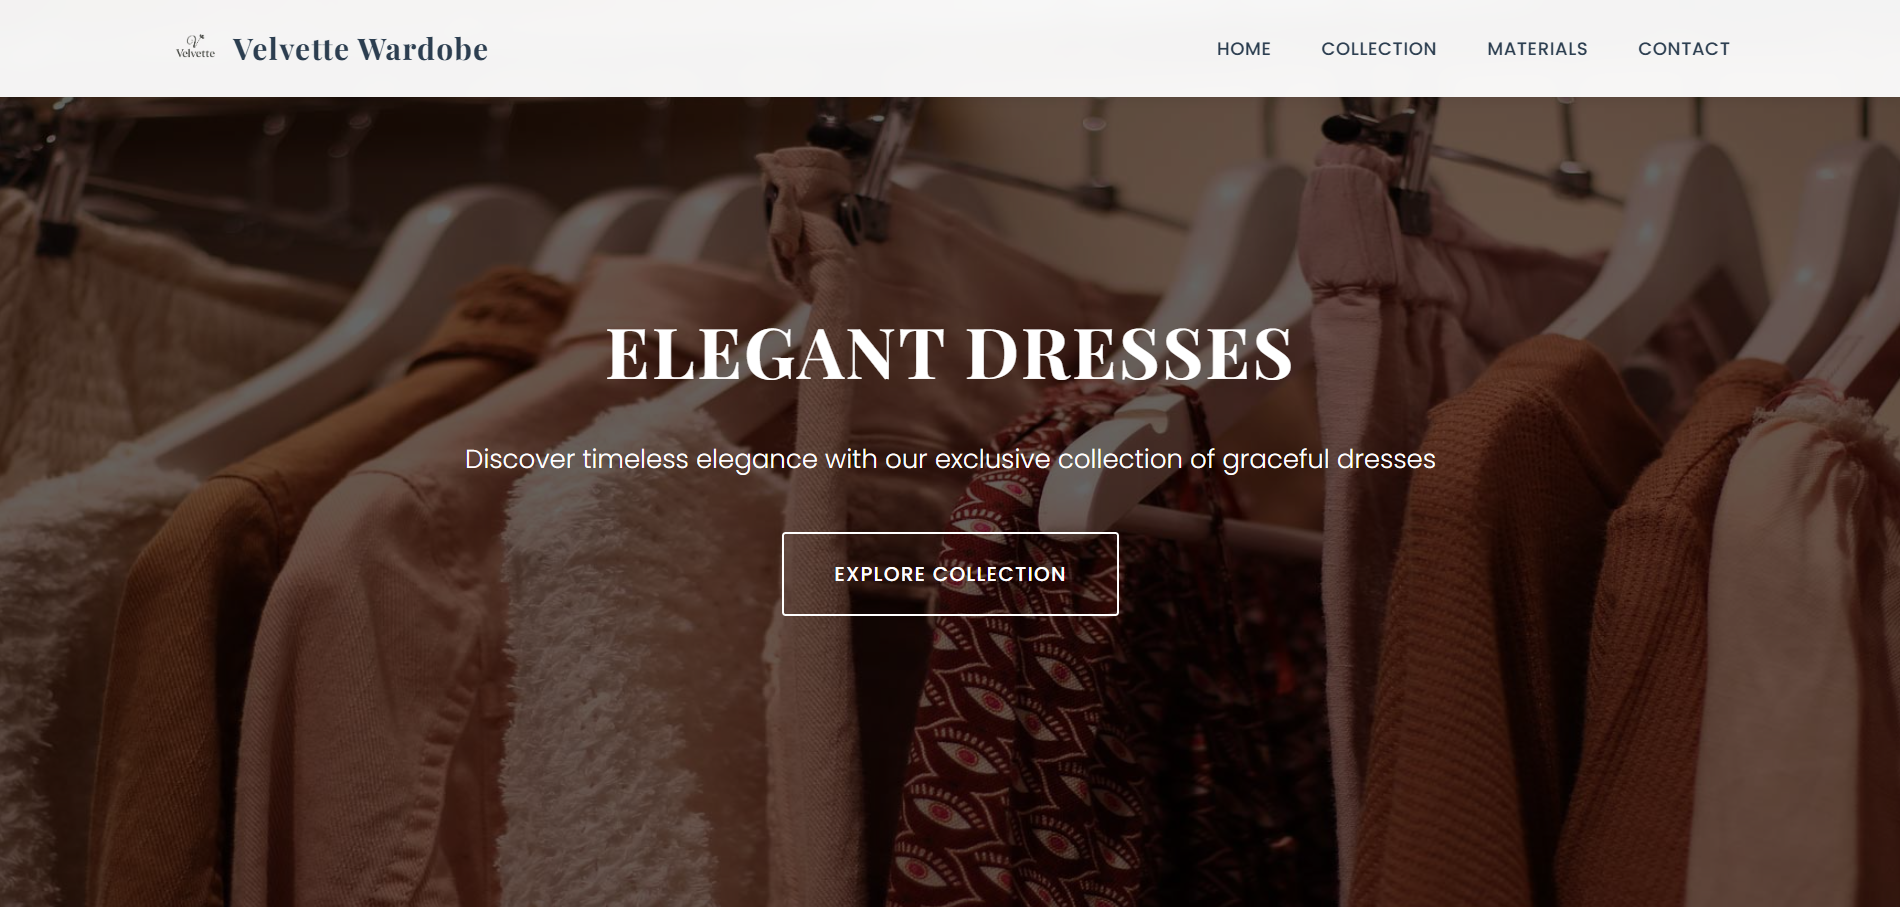 Velvette
Velvette Wardobe
HOME
COLLECTION
MATERIALS
CONTACT
ELEGANT DRESSES
Discover timeless elegance with our exclusive collection of graceful dresses
EXPLORE COLLECTION